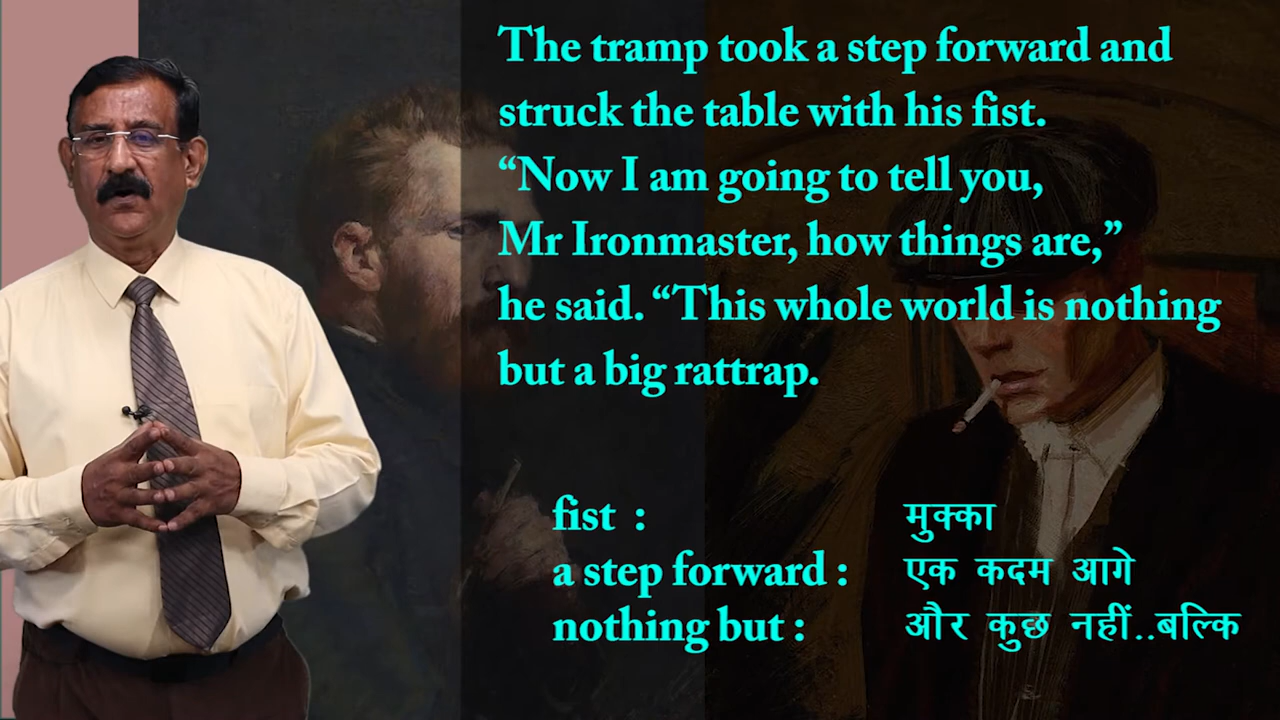 The tramp took a step forward and
struck the table with his fist.
“Now I am going to tell you,
Mr Ironmaster, how things are,”
he said. “This whole world is nothing
but a big rattrap.
fist : मुक्का
a step forward : एक कदम आगे
nothing but : और कुछ नहीं..बल्कि